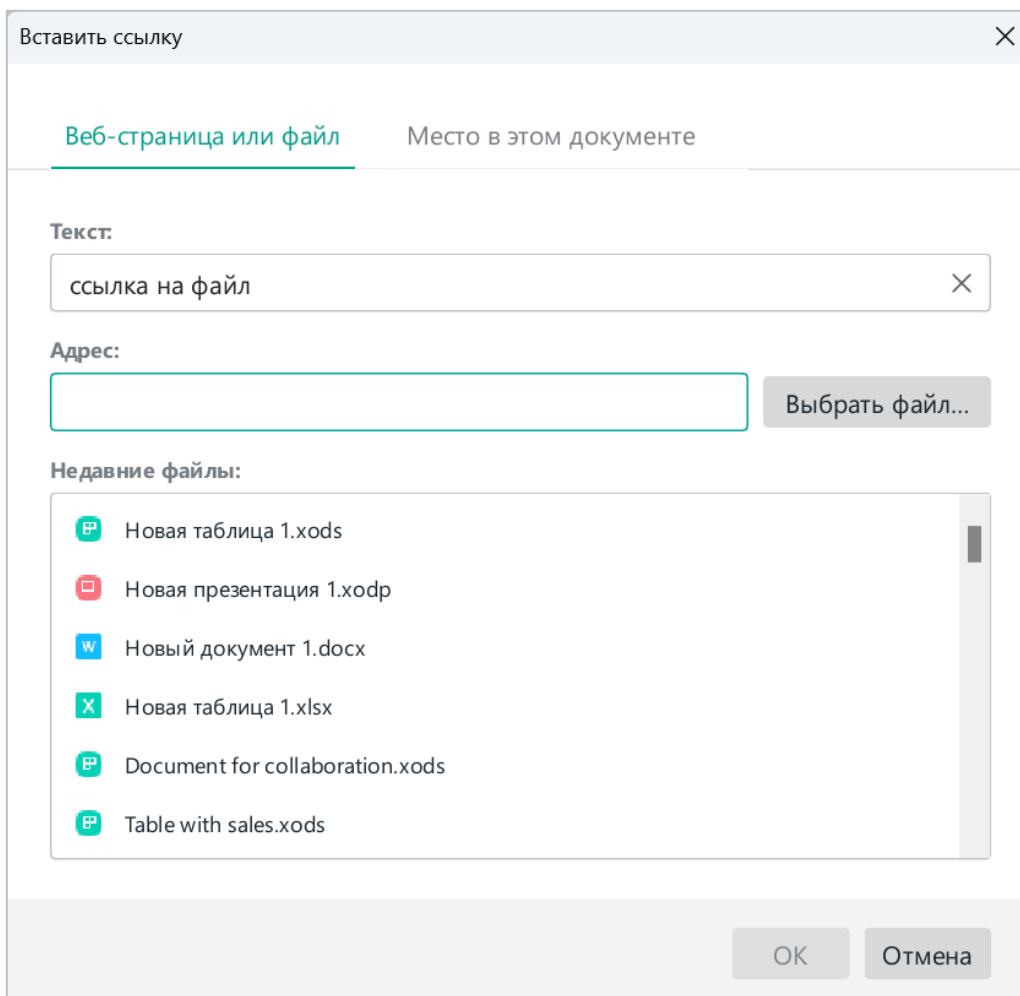 Вставить ссылку
Веб-страница или файл Место в этом документе
Текст:
ссылка на файл
Адрес:
Выбрать файл...
Недавние файлы:
Новая таблица 1.xods
Новая презентация 1.xodp
W Новый документ 1.docx
X Новая таблица 1.xlsx
Document for collaboration.xods
Table with sales.xods
ОК Отмена